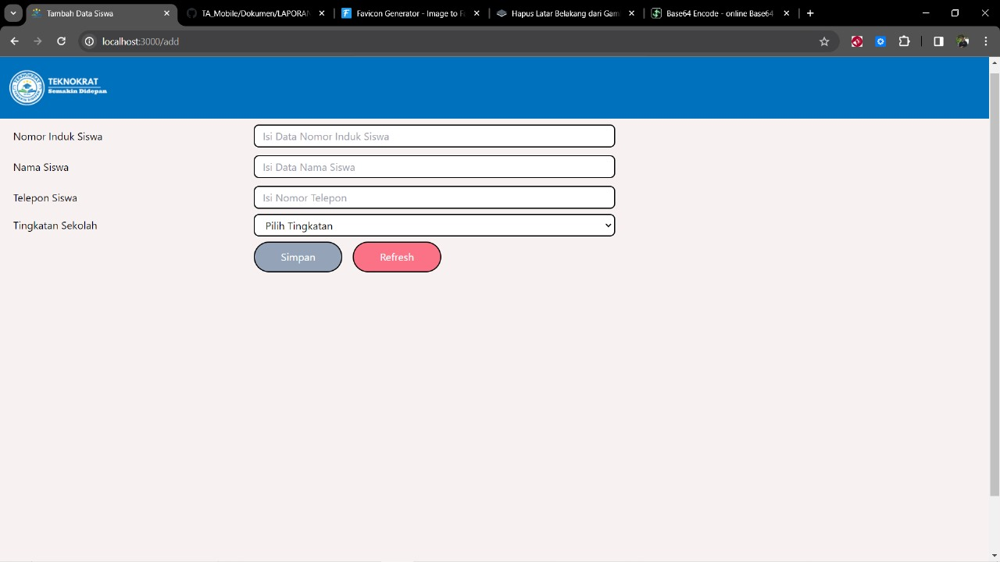 Tambah Data Siswa
TA_Mobile/Dokumen/LAPORAN
Favicon Generator - Image to F
Hapus Latar Belakang dari Gam
Base64 Encode - online Base64
localhost:3000/add
TEKNOKRAT
Semakin Didepan
Nomor Induk Siswa
Isi Data Nomor Induk Siswa
Nama Siswa
Isi Data Nama Siswa
Telepon Siswa
Isi Nomor Telepon
Tingkatan Sekolah
Pilih Tingkatan
Simpan
Refresh